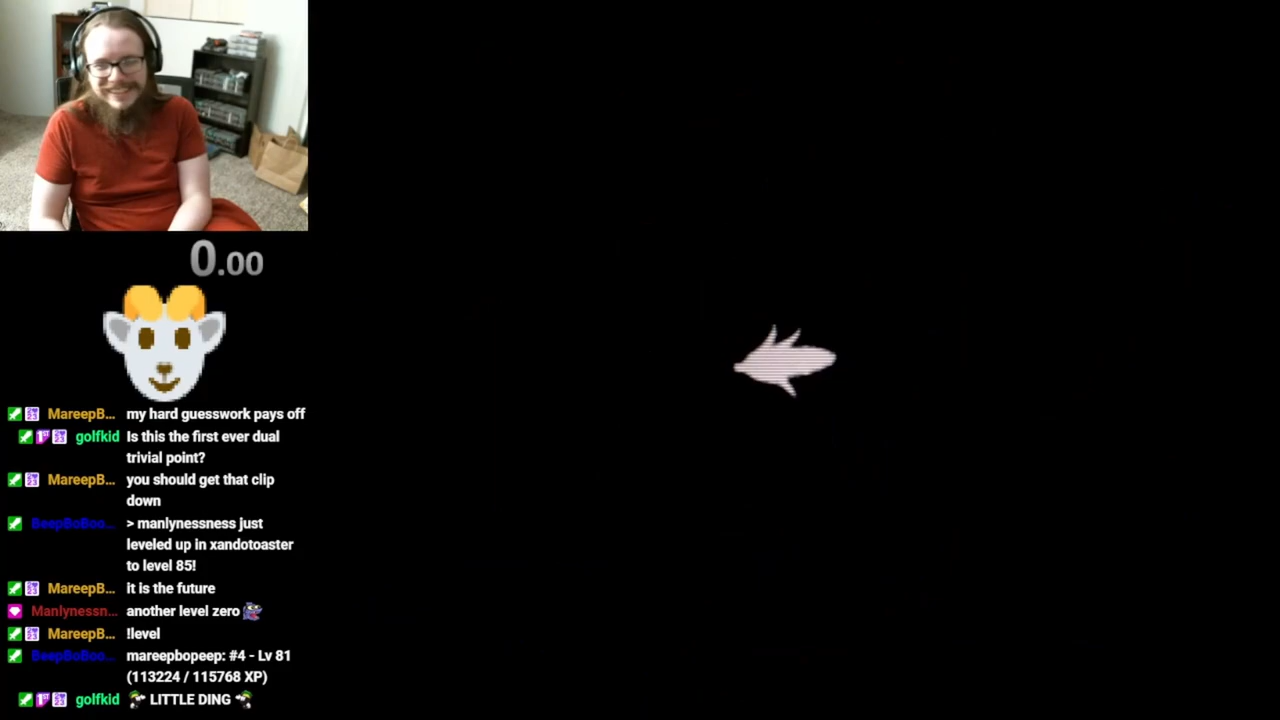 0.00
MareepB... my hard guesswork pays off
golfkid Is this the first ever dual
trivial point?
MareepB... you should get that clip
down
BeepBoBoo... > manlynessness just
leveled up in xandotoaster
to level 85!
MareepB... it is the future
Manlynessn... another level zero
MareepB... !level
BeepBoBoo... mareepbopeep: #4 - Lv 81
(113224 / 115768 XP)
golfkid LITTLE DING